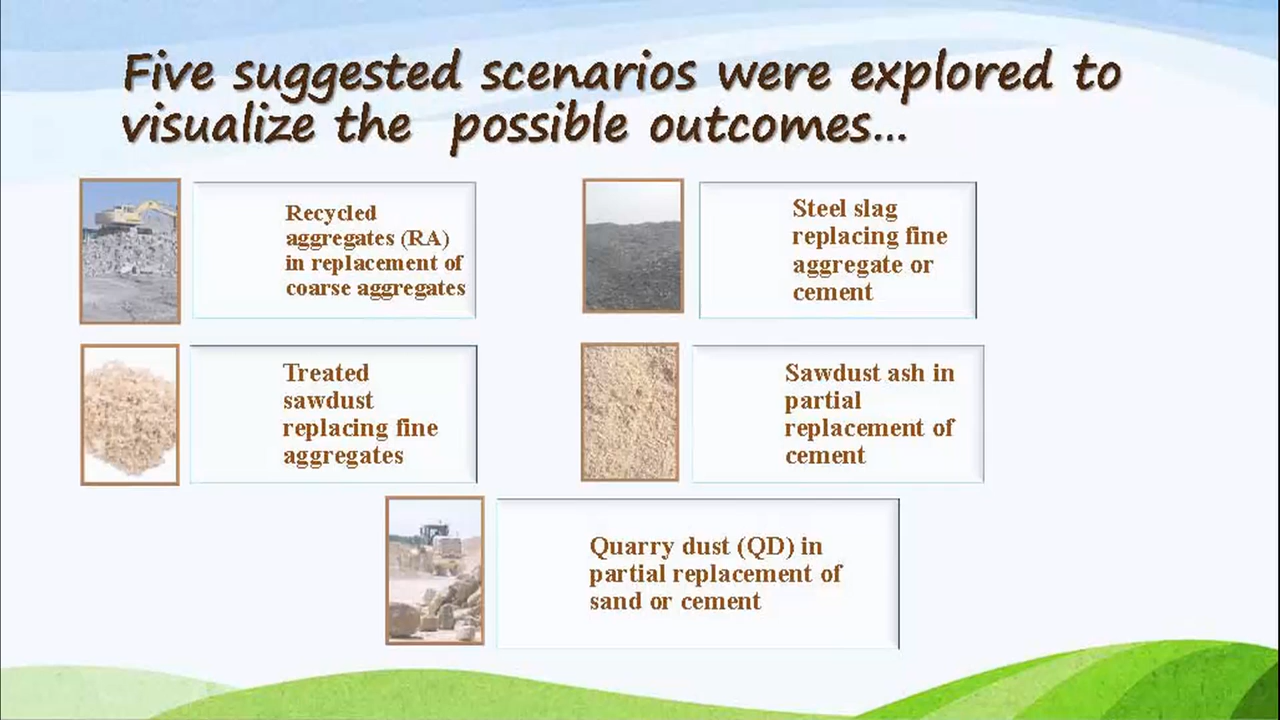 Five suggested scenarios were explored to
visualize the possible outcomes...
Recycled
aggregates (RA)
in replacement of
coarse aggregates
Steel slag
replacing fine
aggregate or
cement
Treated
sawdust
replacing fine
aggregates
Sawdust ash in
partial
replacement of
cement
Quarry dust (QD) in
partial replacement of
sand or cement